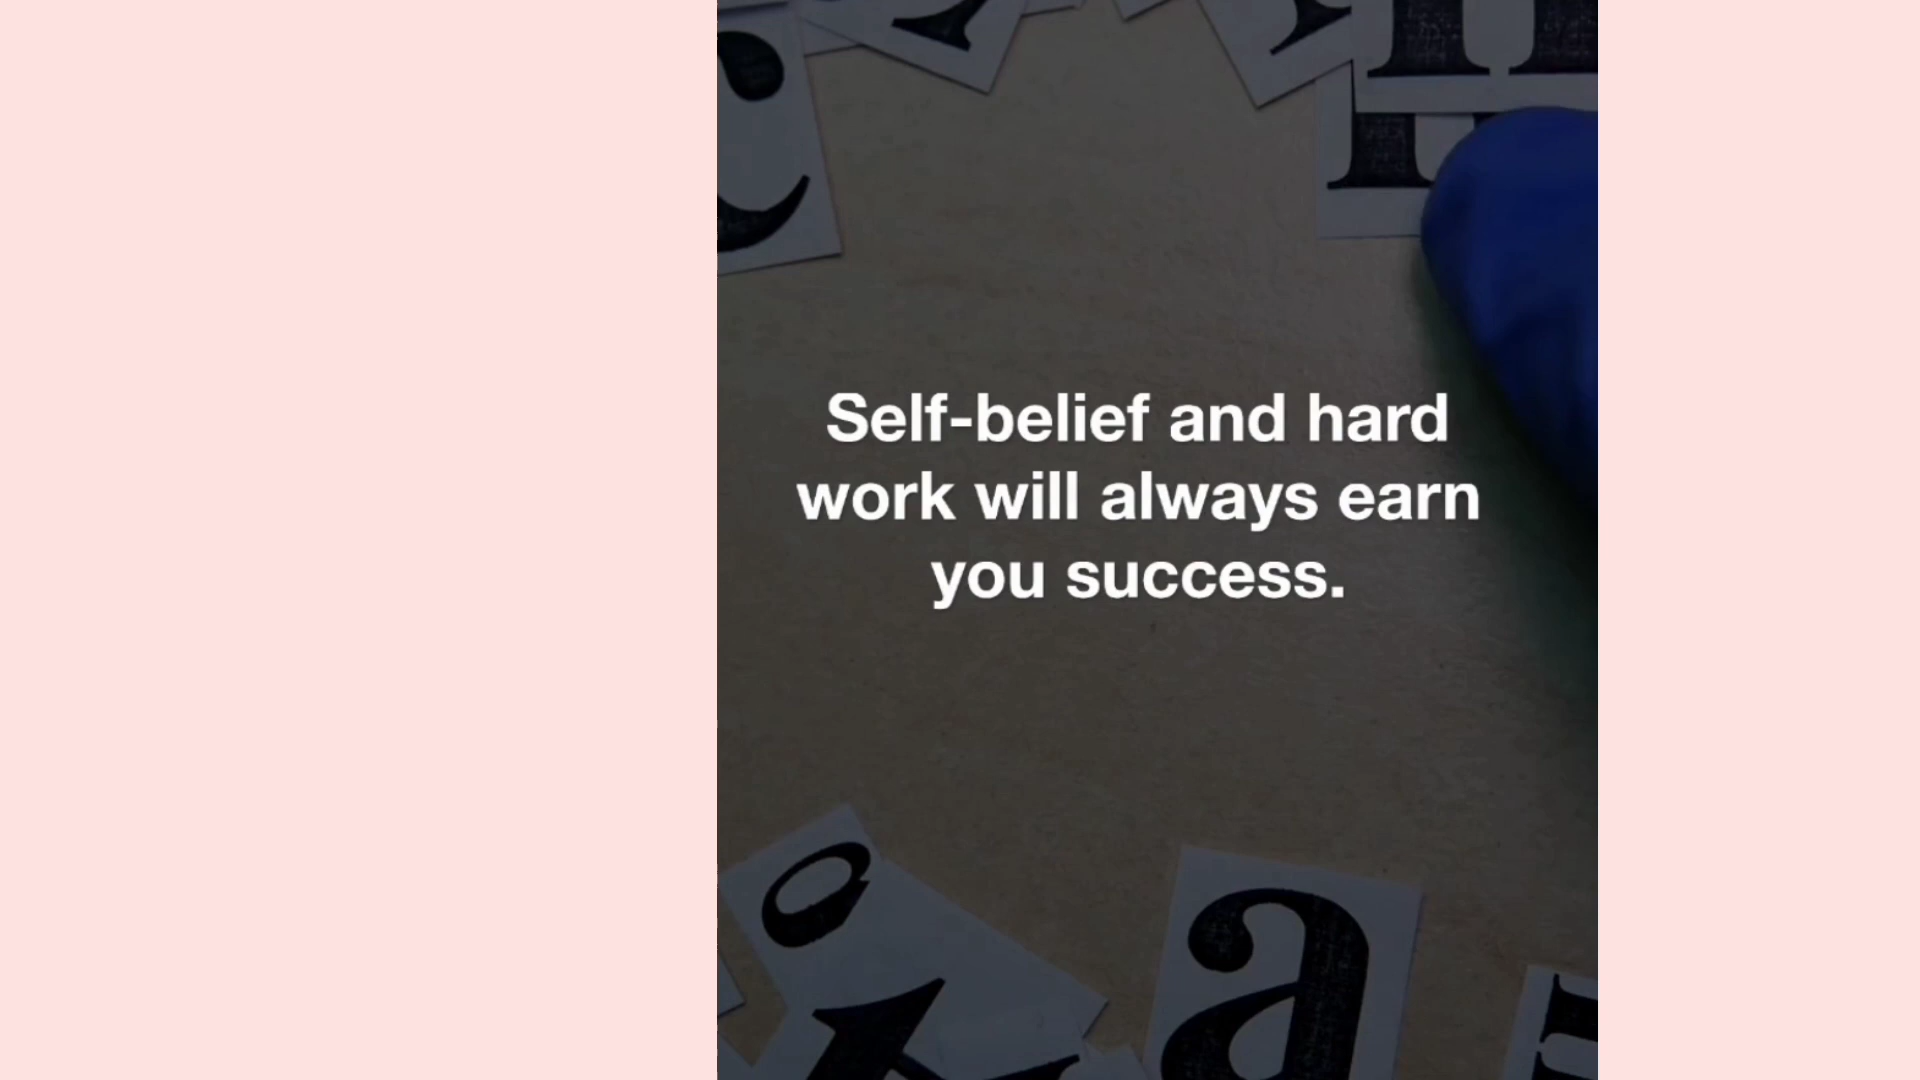 Self-belief and hard
work will always earn
you success.
o
a